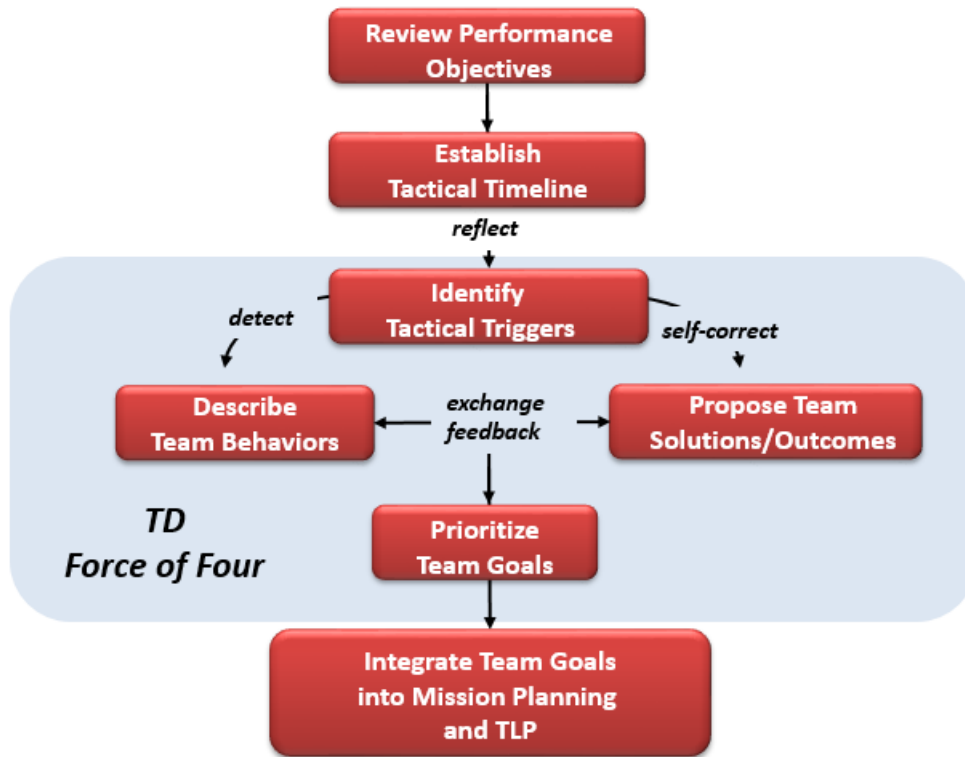 Review Performance
Objectives
Establish
Tactical Timeline
reflect
Identify
Tactical Triggers
detect
self-correct
Describe
Team Behaviors
exchange
feedback
Propose Team
Solutions/Outcomes
TD
Force of Four
Prioritize
Team Goals
Integrate Team Goals
into Mission Planning
and TLP